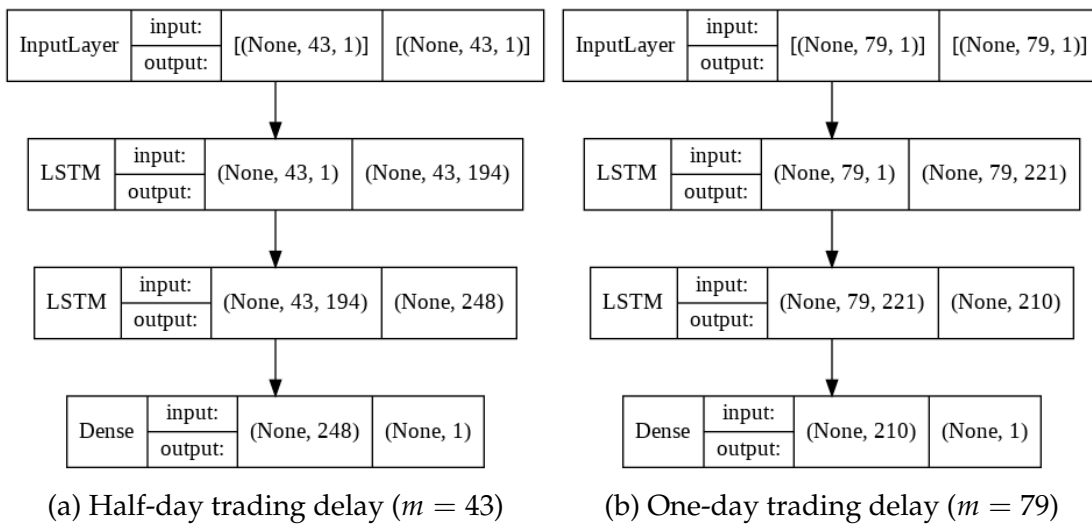 InputLayer
input:
output:
[(None, 43, 1)]
[(None, 43, 1)]
LSTM
input:
output:
(None, 43, 1)
(None, 43, 194)
LSTM
input:
output:
(None, 43, 194)
(None, 248)
Dense
input:
output:
(None, 248)
(None, 1)
(a) Half-day trading delay (m = 43)
InputLayer
input:
output:
[(None, 79, 1)]
[(None, 79, 1)]
LSTM
input:
output:
(None, 79, 1)
(None, 79, 221)
LSTM
input:
output:
(None, 79, 221)
(None, 210)
Dense
input:
output:
(None, 210)
(None, 1)
(b) One-day trading delay (m = 79)